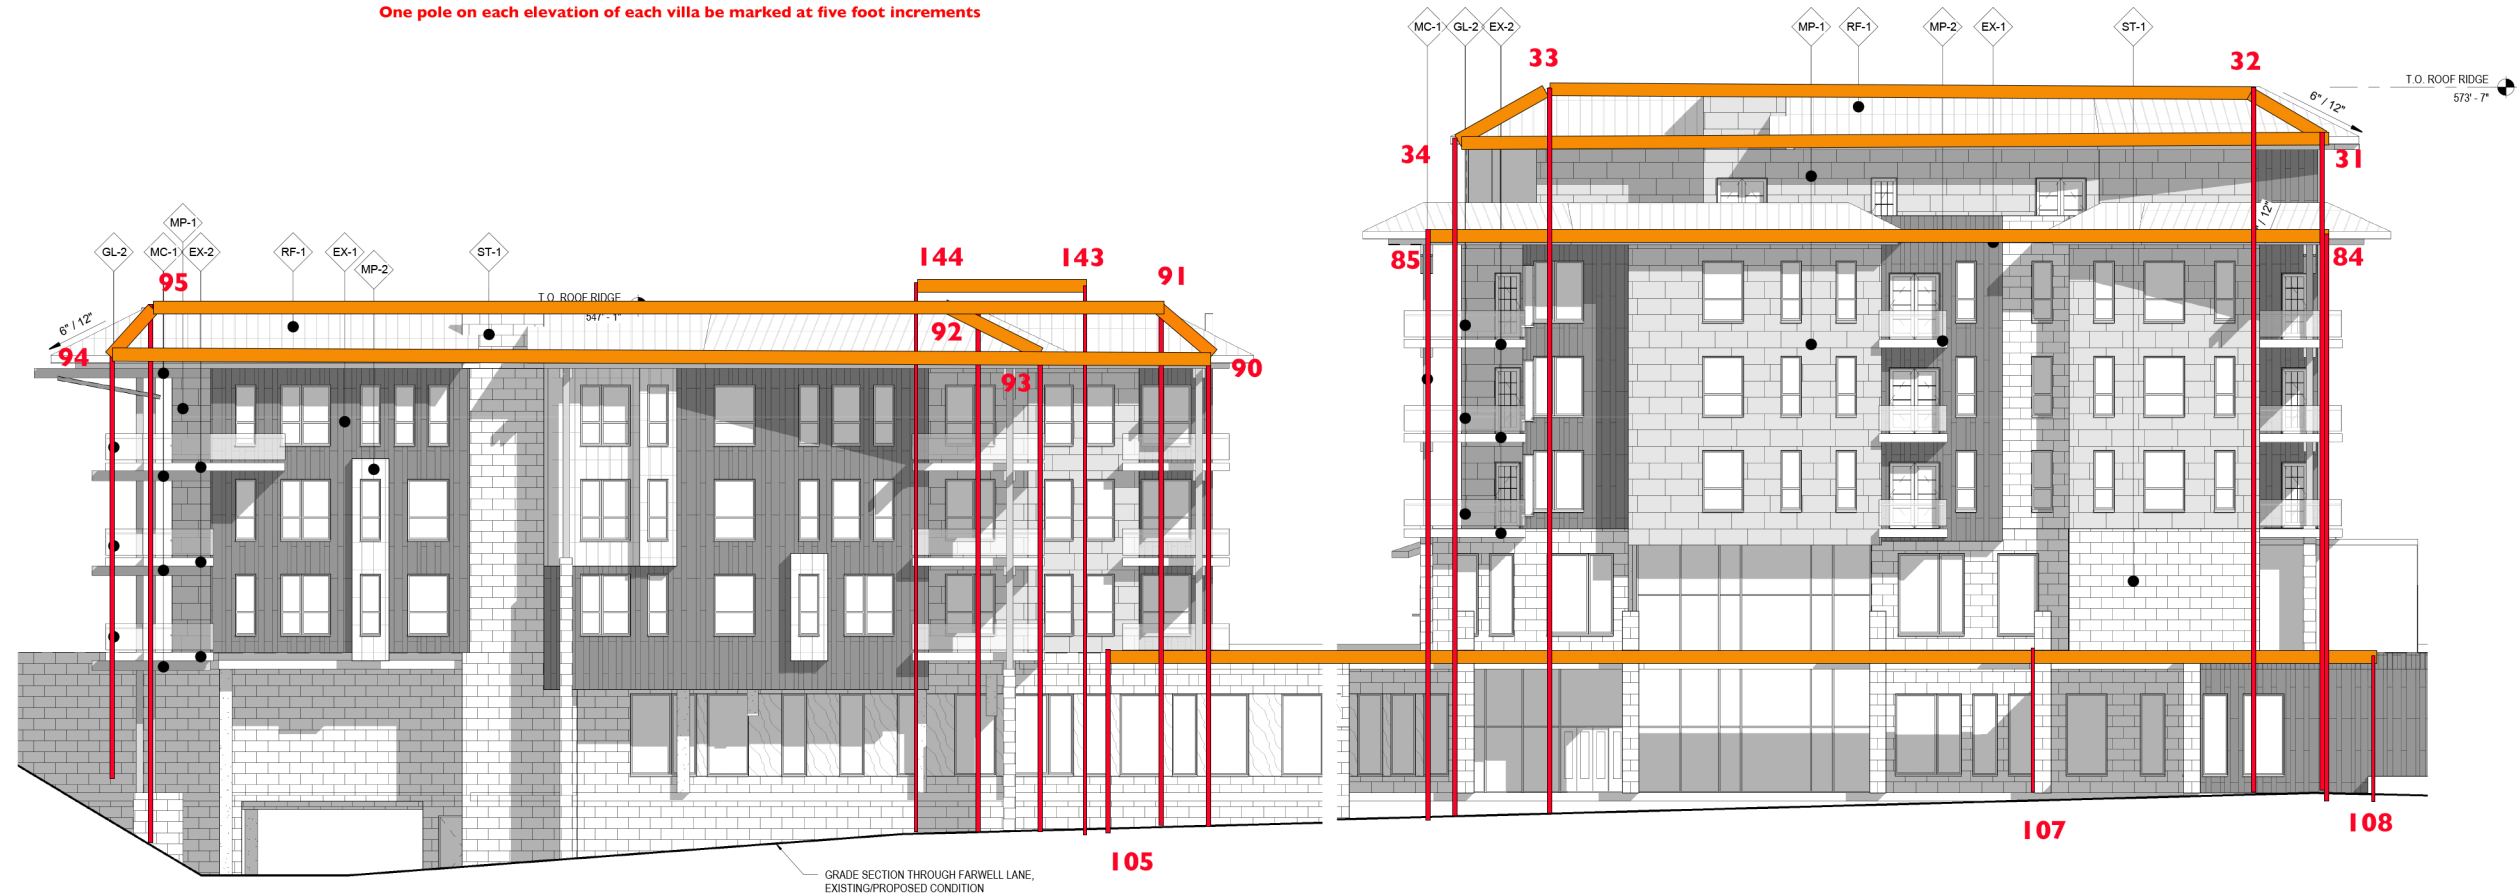 One pole on each elevation of each villa be marked at five foot increments
MC-1 GL-2 EX-2 MP-1 RF-1 MP-2 EX-1 ST-1
33
32
T.O. ROOF RIDGE
573' - 7"
6" / 12"
34
31
/ 12"
85
84
MP-1
GL-2 MC-1 EX-2 RF-1 EX-1 MP-2 ST-1
144
143
95
91
T.O. ROOF RIDGE
547' - 1"
6" / 12"
92
94
93
90
107
108
105
GRADE SECTION THROUGH FARWELL LANE,
EXISTING/PROPOSED CONDITION